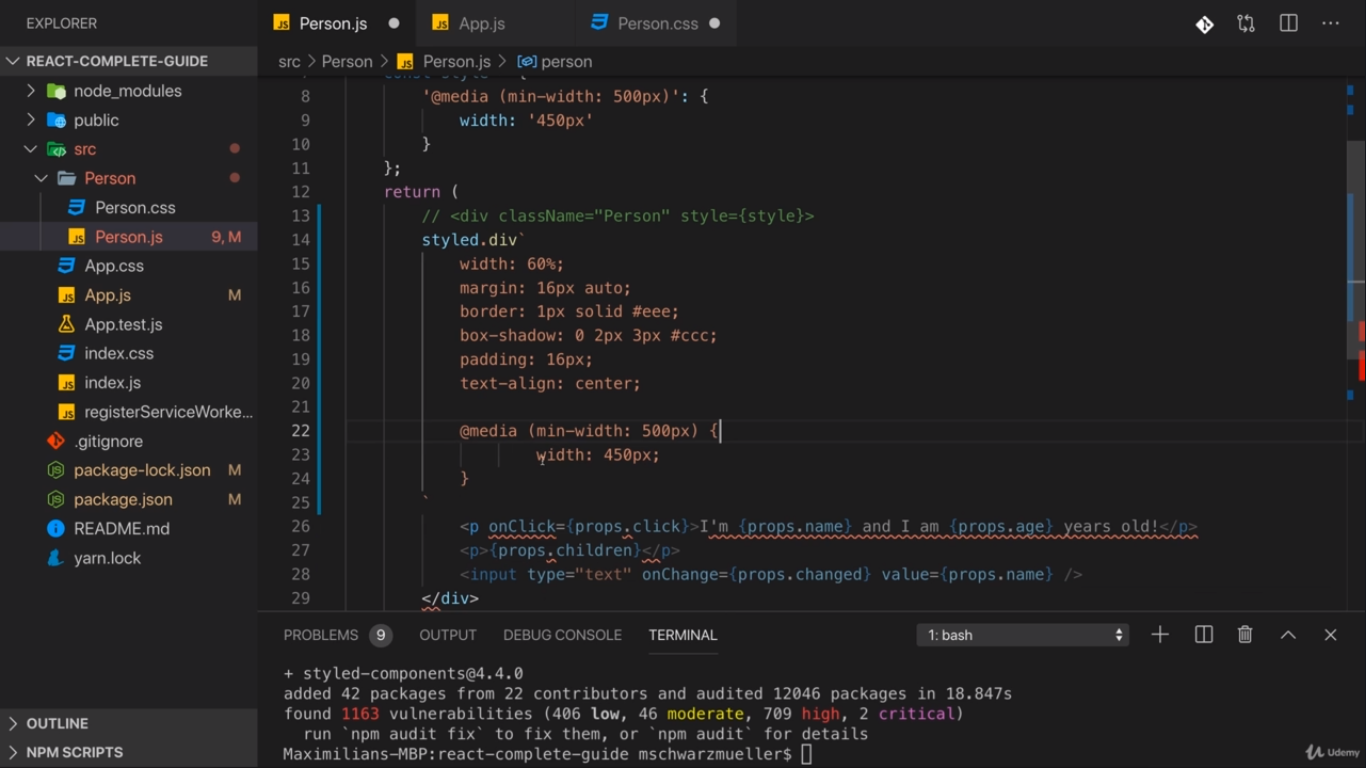 EXPLORER
REACT-COMPLETE-GUIDE
node_modules
public
src
Person
Person.css
Person.js 9, M
App.css
App.js M
App.test.js
index.css
index.js
registerServiceWorke...
.gitignore
package-lock.json M
package.json M
README.md
yarn.lock
OUTLINE
NPM SCRIPTS
JS Person.js ● JS App.js Person.css ●
src > Person > JS Person.js > person
8 '@media (min-width: 500px)': {
9 width: '450px'
10 }
11 };
12 return (
13 // <div className="Person" style={style}>
14 styled.div`
15 width: 60%;
16 margin: 16px auto;
17 border: 1px solid #eee;
18 box-shadow: 0 2px 3px #ccc;
19 padding: 16px;
20 text-align: center;
21
22 @media (min-width: 500px) {
23 width: 450px;
24 }
25 `
26 <p onClick={props.click}>I'm {props.name} and I am {props.age} years old!</p>
27 <p>{props.children}</p>
28 <input type="text" onChange={props.changed} value={props.name} />
29 </div>
PROBLEMS 9 OUTPUT DEBUG CONSOLE TERMINAL 1: bash
+ styled-components@4.4.0
added 42 packages from 22 contributors and audited 12046 packages in 18.847s
found 1163 vulnerabilities (406 low, 46 moderate, 709 high, 2 critical)
run `npm audit fix` to fix them, or `npm audit` for details
Maximilians-MBP:react-complete-guide mschwarzmueller$
Udemy